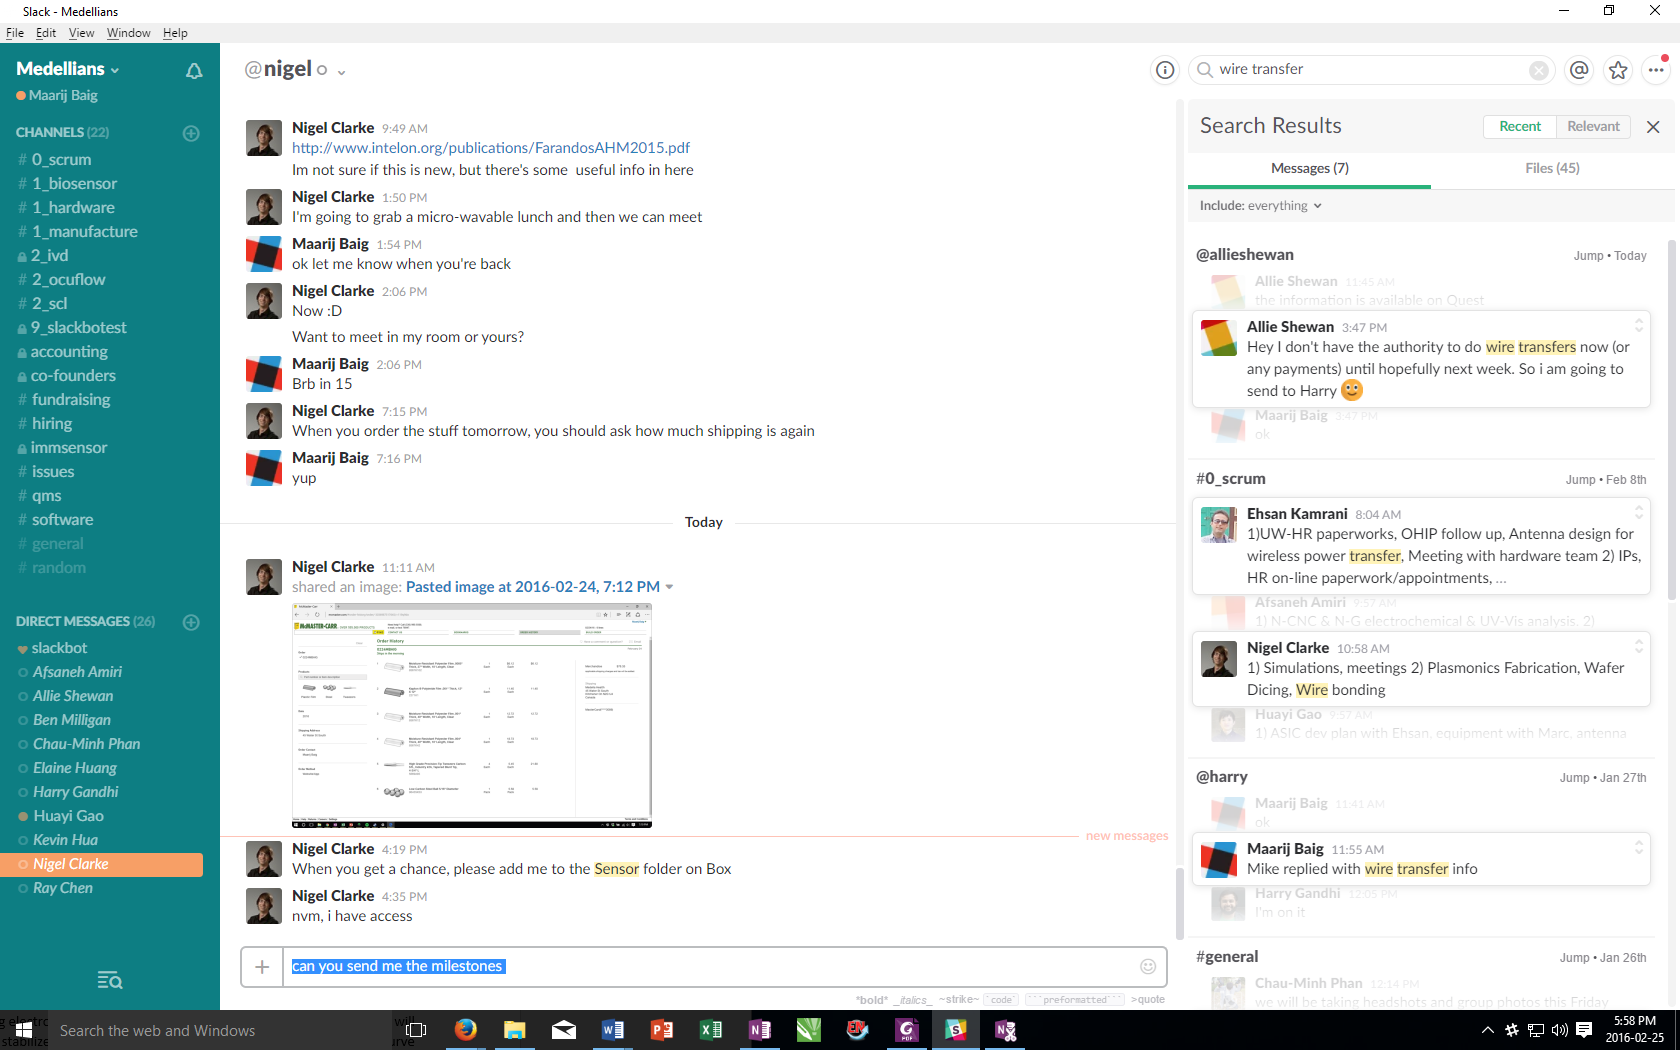 Slack - Medellians
File Edit View Window Help
Medellians
Maarij Baig
CHANNELS (22)
# 0_scrum
# 1_biosensor
# 1_hardware
# 1_manufacture
2_ivd
# 2_ocuflow
# 2_scl
9_slackbotest
accounting
co-founders
# fundraising
# hiring
immsensor
# issues
# qms
# software
# general
# random
DIRECT MESSAGES (26)
slackbot
Afsaneh Amiri
Allie Shewan
Ben Milligan
Chau-Minh Phan
Elaine Huang
Harry Gandhi
Huayi Gao
Kevin Hua
Nigel Clarke
Ray Chen
@nigel
Nigel Clarke 9:49 AM
http://www.intelon.org/publications/FarandosAHM2015.pdf
Im not sure if this is new, but there's some useful info in here
Nigel Clarke 1:50 PM
I'm going to grab a micro-wavable lunch and then we can meet
Maarij Baig 1:54 PM
ok let me know when you're back
Nigel Clarke 2:06 PM
Now :D
Want to meet in my room or yours?
Maarij Baig 2:06 PM
Brb in 15
Nigel Clarke 7:15 PM
When you order the stuff tomorrow, you should ask how much shipping is again
Maarij Baig 7:16 PM
yup
Today
Nigel Clarke 11:11 AM
shared an image: Pasted image at 2016-02-24, 7:12 PM
McMASTER-CARR
Order History
new messages
Nigel Clarke 4:19 PM
When you get a chance, please add me to the Sensor folder on Box
Nigel Clarke 4:35 PM
nvm, i have access
+ can you send me the milestones
*bold* _italics_ ~strike~ `code` ```preformatted``` >quote
wire transfer
Search Results
Recent Relevant
Messages (7) Files (45)
Include: everything
@allieshewan Jump • Today
Allie Shewan 11:45 AM
the information is available on Quest
Allie Shewan 3:47 PM
Hey I don't have the authority to do wire transfers now (or
any payments) until hopefully next week. So i am going to
send to Harry
Maarij Baig 3:47 PM
ok
#0_scrum Jump • Feb 8th
Ehsan Kamrani 8:04 AM
1)UW-HR paperworks, OHIP follow up, Antenna design for
wireless power transfer, Meeting with hardware team 2) IPs,
HR on-line paperwork/appointments, ...
Afsaneh Amiri 9:57 AM
1) N-CNC & N-G electrochemical & UV-Vis analysis. 2)
Nigel Clarke 10:58 AM
1) Simulations, meetings 2) Plasmonics Fabrication, Wafer
Dicing, Wire bonding
Huayi Gao 9:57 AM
1) ASIC dev plan with Ehsan, equipment with Marc, antenna
@harry Jump • Jan 27th
Maarij Baig 11:41 AM
ok
Maarij Baig 11:55 AM
Mike replied with wire transfer info
Harry Gandhi 12:05 PM
I'm on it
#general Jump • Jan 26th
Chau-Minh Phan 12:14 PM
we will be taking headshots and group photos this Friday
Search the web and Windows
5:58 PM
2016-02-25